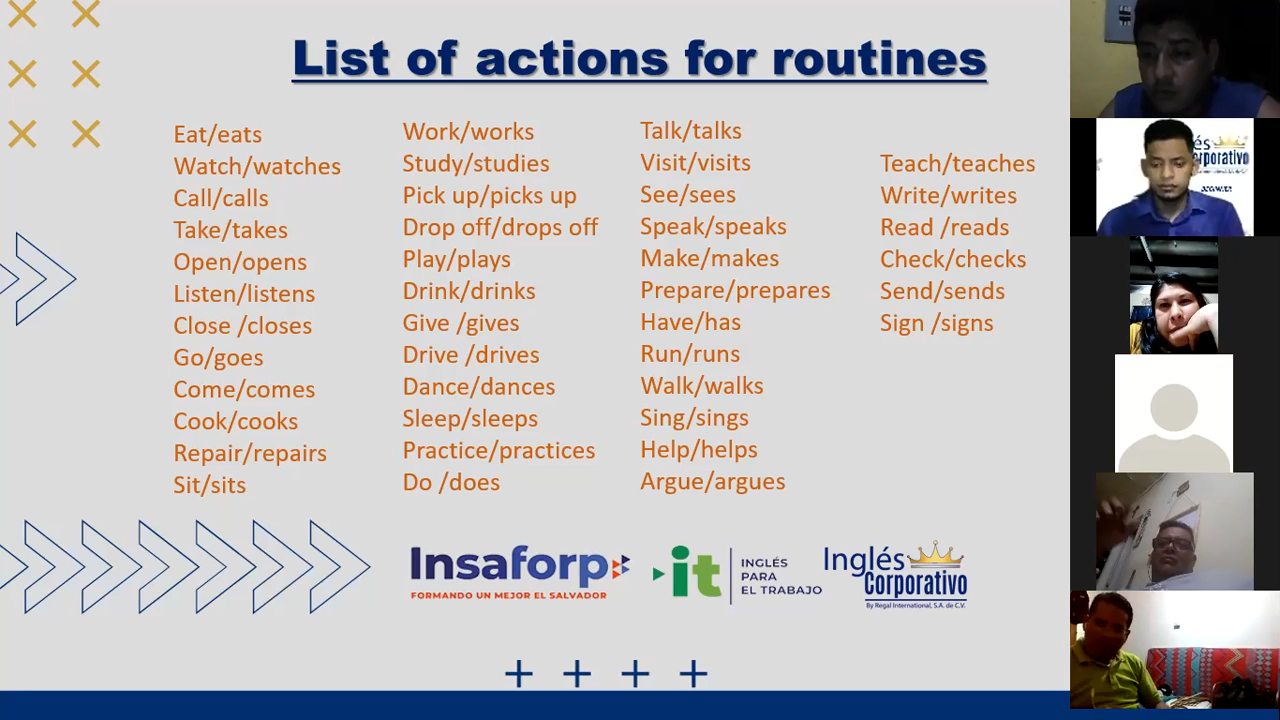 List of actions for routines
Eat/eats
Watch/watches
Call/calls
Take/takes
Open/opens
Listen/listens
Close /closes
Go/goes
Come/comes
Cook/cooks
Repair/repairs
Sit/sits
Work/works
Study/studies
Pick up/picks up
Drop off/drops off
Play/plays
Drink/drinks
Give /gives
Drive /drives
Dance/dances
Sleep/sleeps
Practice/practices
Do /does
Talk/talks
Visit/visits
See/sees
Speak/speaks
Make/makes
Prepare/prepares
Have/has
Run/runs
Walk/walks
Sing/sings
Help/helps
Argue/argues
Teach/teaches
Write/writes
Read /reads
Check/checks
Send/sends
Sign /signs
Insaforp
FORMANDO UN MEJOR EL SALVADOR
it
INGLÉS
PARA
EL TRABAJO
Inglés
Corporativo
By Regal International, S.A. de C.V.